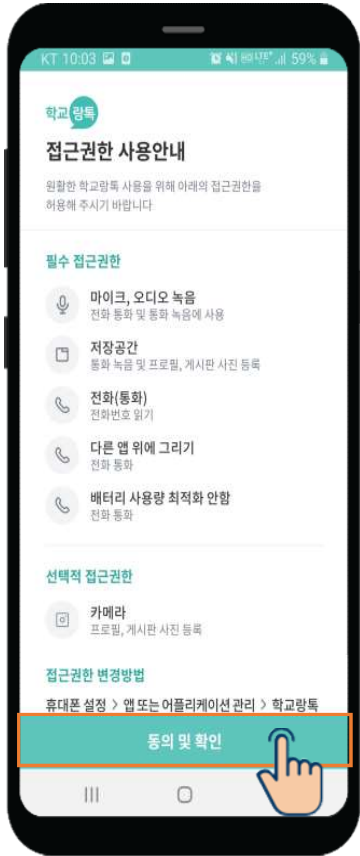 KT 10:03 59%
학교랑톡
접근권한 사용안내
원활한 학교랑톡 사용을 위해 아래의 접근권한을
허용해 주시기 바랍니다
필수 접근권한
마이크, 오디오 녹음
전화 통화 및 통화 녹음에 사용
저장공간
통화 녹음 및 프로필, 게시판 사진 등록
전화(통화)
전화번호 읽기
다른 앱 위에 그리기
전화 통화
배터리 사용량 최적화 안함
전화 통화
선택적 접근권한
카메라
프로필, 게시판 사진 등록
접근권한 변경방법
휴대폰 설정 > 앱 또는 어플리케이션 관리 > 학교랑톡
동의 및 확인